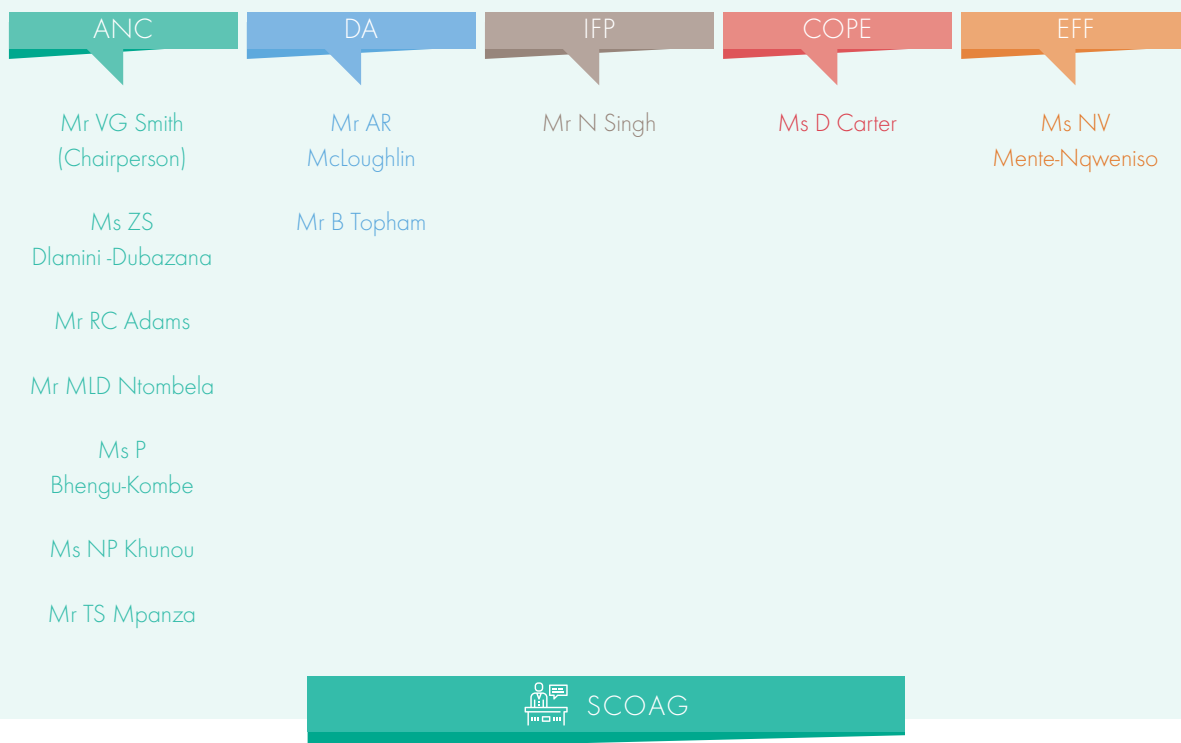 ANC
Mr VG Smith
(Chairperson)
Ms ZS
Dlamini -Dubazana
Mr RC Adams
Mr MLD Ntombela
Ms P
Bhengu-Kombe
Ms NP Khunou
Mr TS Mpanza
DA
Mr AR
McLoughlin
Mr B Topham
IFP
Mr N Singh
COPE
Ms D Carter
EFF
Ms NV
Mente-Nqweniso
SCOAG